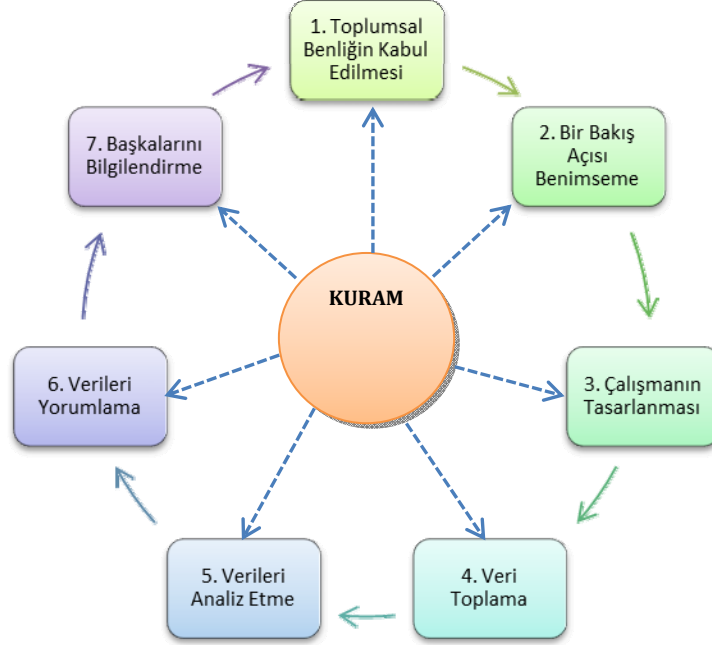 1. Toplumsal
Benliğin Kabul
Edilmesi
2. Bir Bakış
Açısı
Benimseme
3. Çalışmanın
Tasarlanması
4. Veri
Toplama
5. Verileri
Analiz Etme
6. Verileri
Yorumlama
7. Başkalarını
Bilgilendirme
KURAM